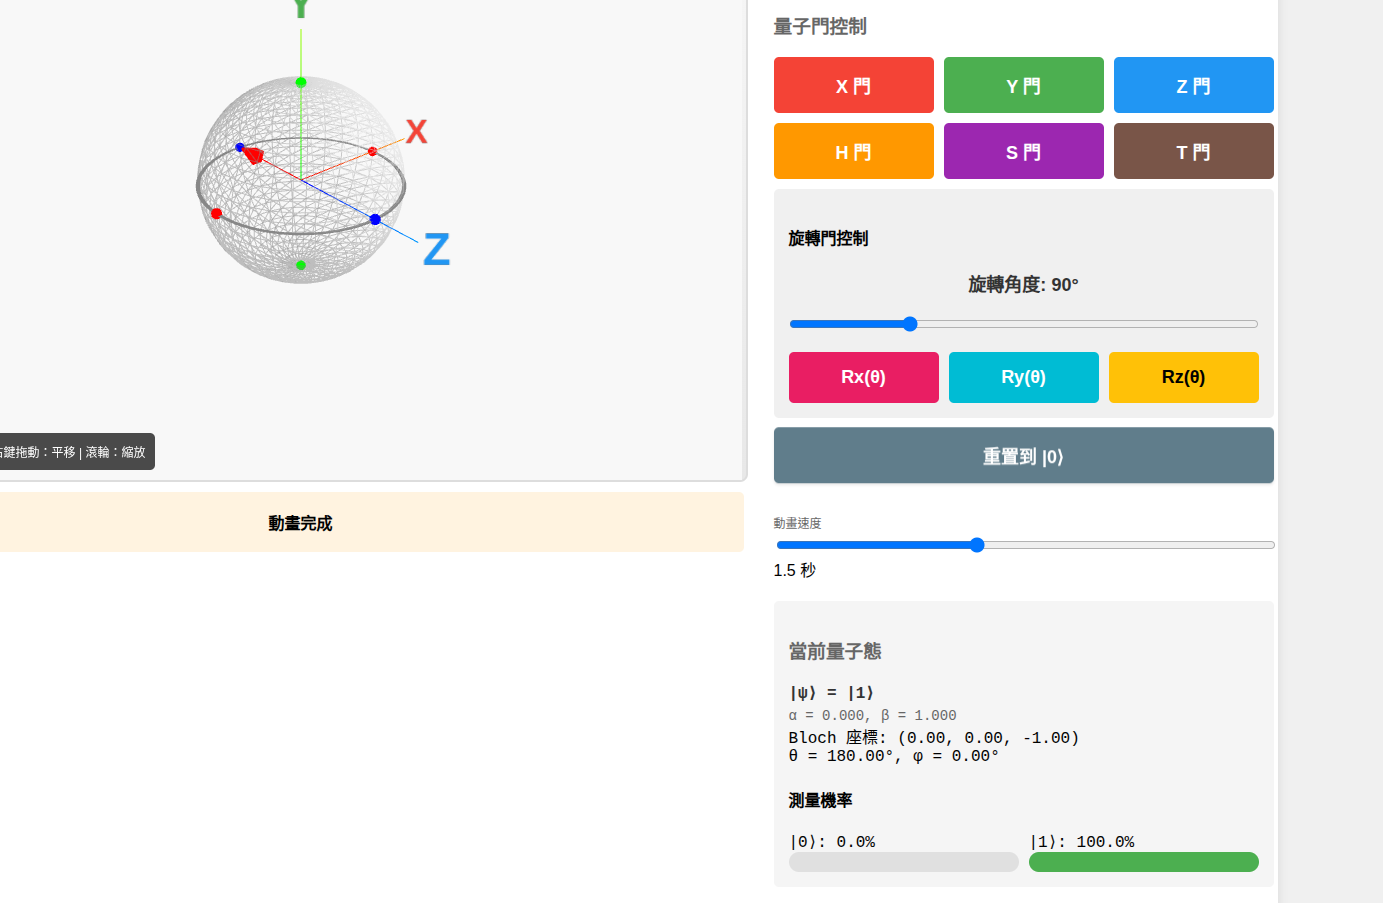 Y
X
Z
右鍵拖動：平移 | 滾輪：縮放
動畫完成
量子門控制
X 門
Y 門
Z 門
H 門
S 門
T 門
旋轉門控制
旋轉角度: 90°
Rx(θ)
Ry(θ)
Rz(θ)
重置到 |0⟩
動畫速度
1.5 秒
當前量子態
|ψ⟩ = |1⟩
α = 0.000, β = 1.000
Bloch 座標: (0.00, 0.00, -1.00)
θ = 180.00°, φ = 0.00°
測量機率
|0⟩: 0.0%
|1⟩: 100.0%